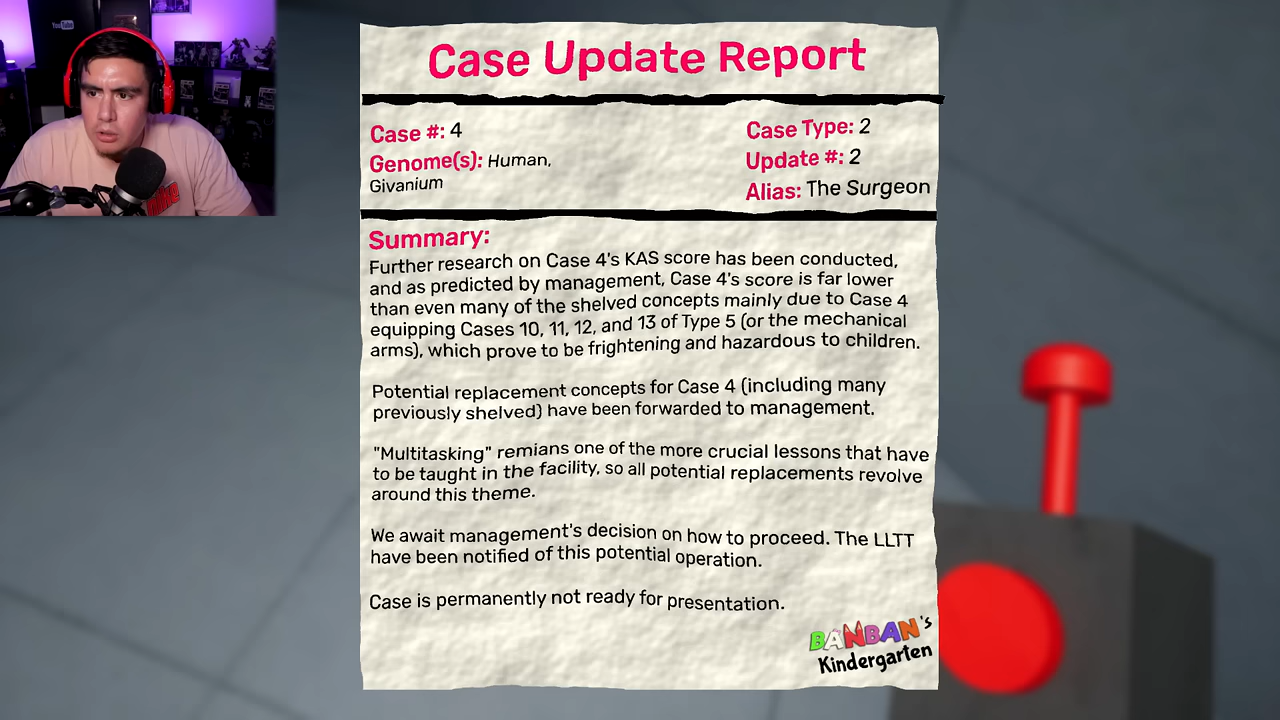 YouTube
Case Update Report
Case #: 4
Genome(s): Human,
Givanium
Case Type: 2
Update #: 2
Alias: The Surgeon
Summary:
Further research on Case 4's KAS score has been conducted,
and as predicted by management, Case 4's score is far lower
than even many of the shelved concepts mainly due to Case 4
equipping Cases 10, 11, 12, and 13 of Type 5 (or the mechanical
arms), which prove to be frightening and hazardous to children.
Potential replacement concepts for Case 4 (including many
previously shelved) have been forwarded to management.
"Multitasking" remians one of the more crucial lessons that have
to be taught in the facility, so all potential replacements revolve
around this theme.
We await management's decision on how to proceed. The LLTT
have been notified of this potential operation.
Case is permanently not ready for presentation.
BANBAN's
Kindergarten